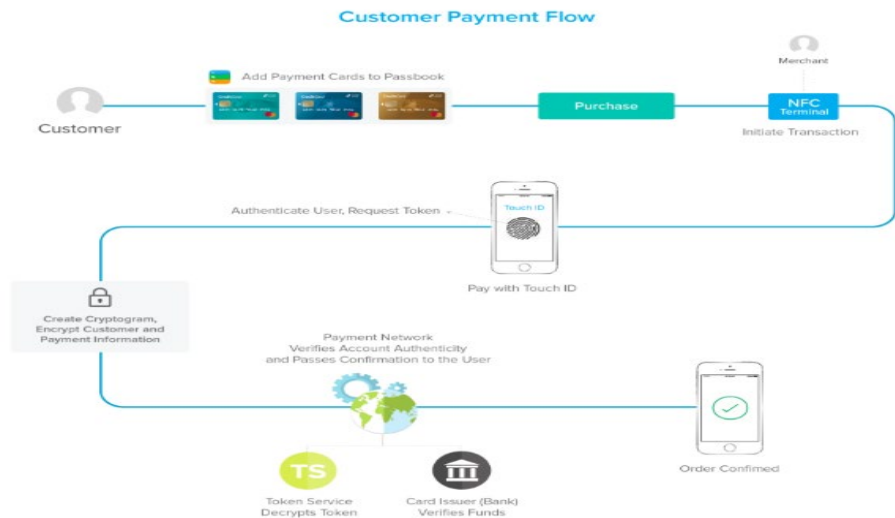 Customer Payment Flow
Merchant
Add Payment Cards to Passbook
Customer
Purchase
NFC
Terminal
Initiate Transaction
Authenticate User, Request Token
Touch ID
Pay with Touch ID
Create Cryptogram,
Encrypt Customer and
Payment Information
Payment Network
Verifies Account Authenticity
and Passes Confirmation to the User
Order Confimed
TS
Token Service
Decrypts Token
Card Issuer (Bank)
Verifies Funds